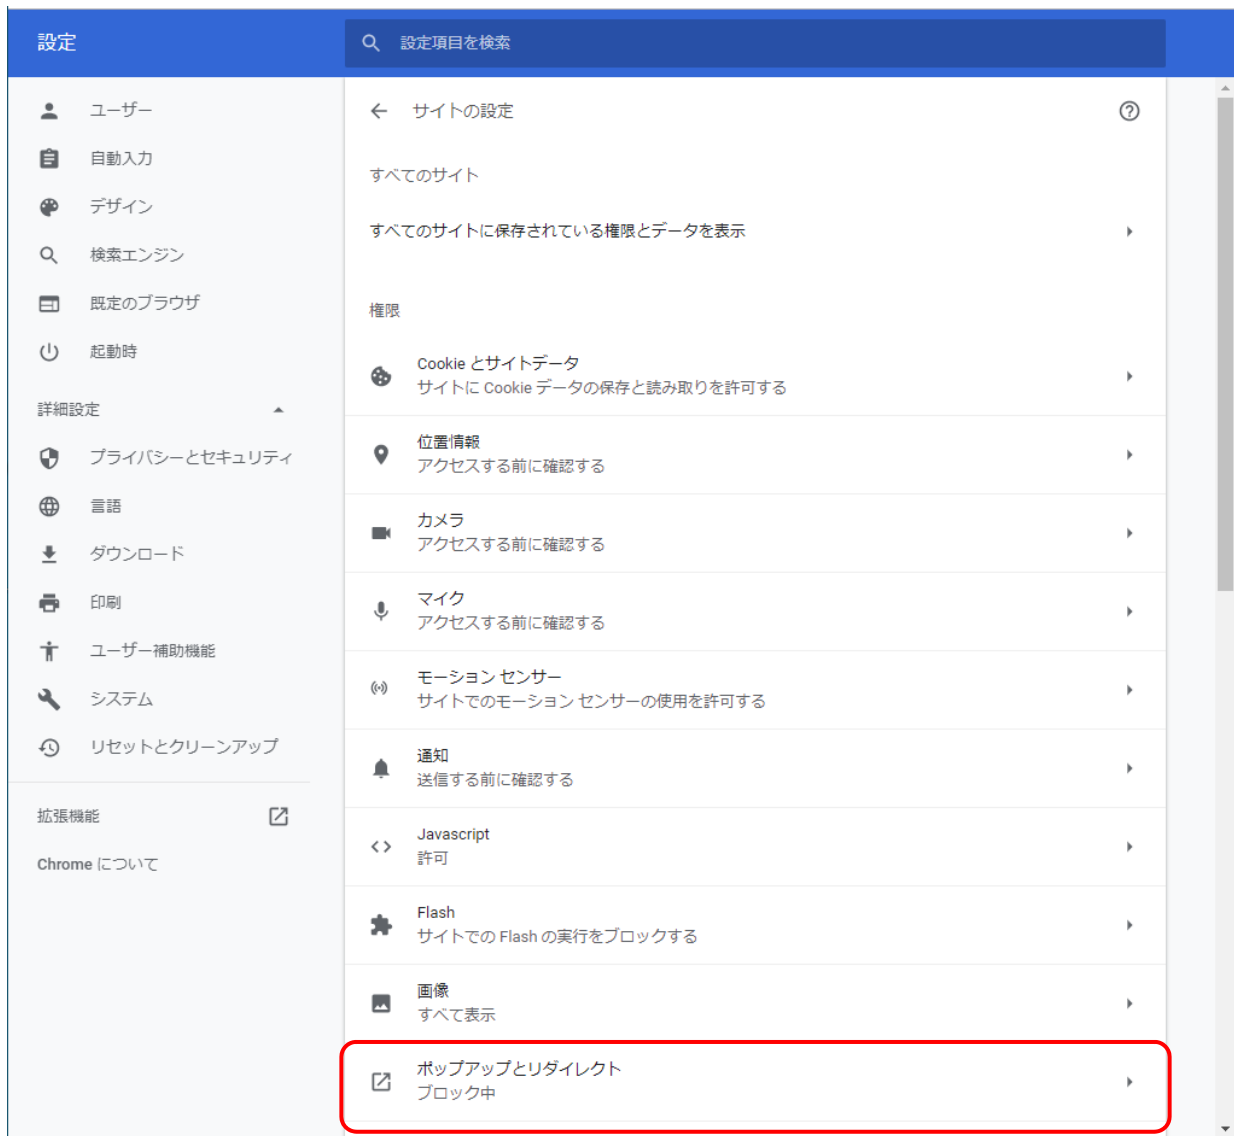 設定
設定項目を検索
ユーザー
自動入力
デザイン
検索エンジン
既定のブラウザ
起動時
詳細設定
プライバシーとセキュリティ
言語
ダウンロード
印刷
ユーザー補助機能
システム
リセットとクリーンアップ
拡張機能
Chrome について
サイトの設定
すべてのサイト
すべてのサイトに保存されている権限とデータを表示
権限
Cookie とサイトデータ
サイトに Cookie データの保存と読み取りを許可する
位置情報
アクセスする前に確認する
カメラ
アクセスする前に確認する
マイク
アクセスする前に確認する
モーション センサー
サイトでのモーション センサーの使用を許可する
通知
送信する前に確認する
Javascript
許可
Flash
サイトでの Flash の実行をブロックする
画像
すべて表示
ポップアップとリダイレクト
ブロック中